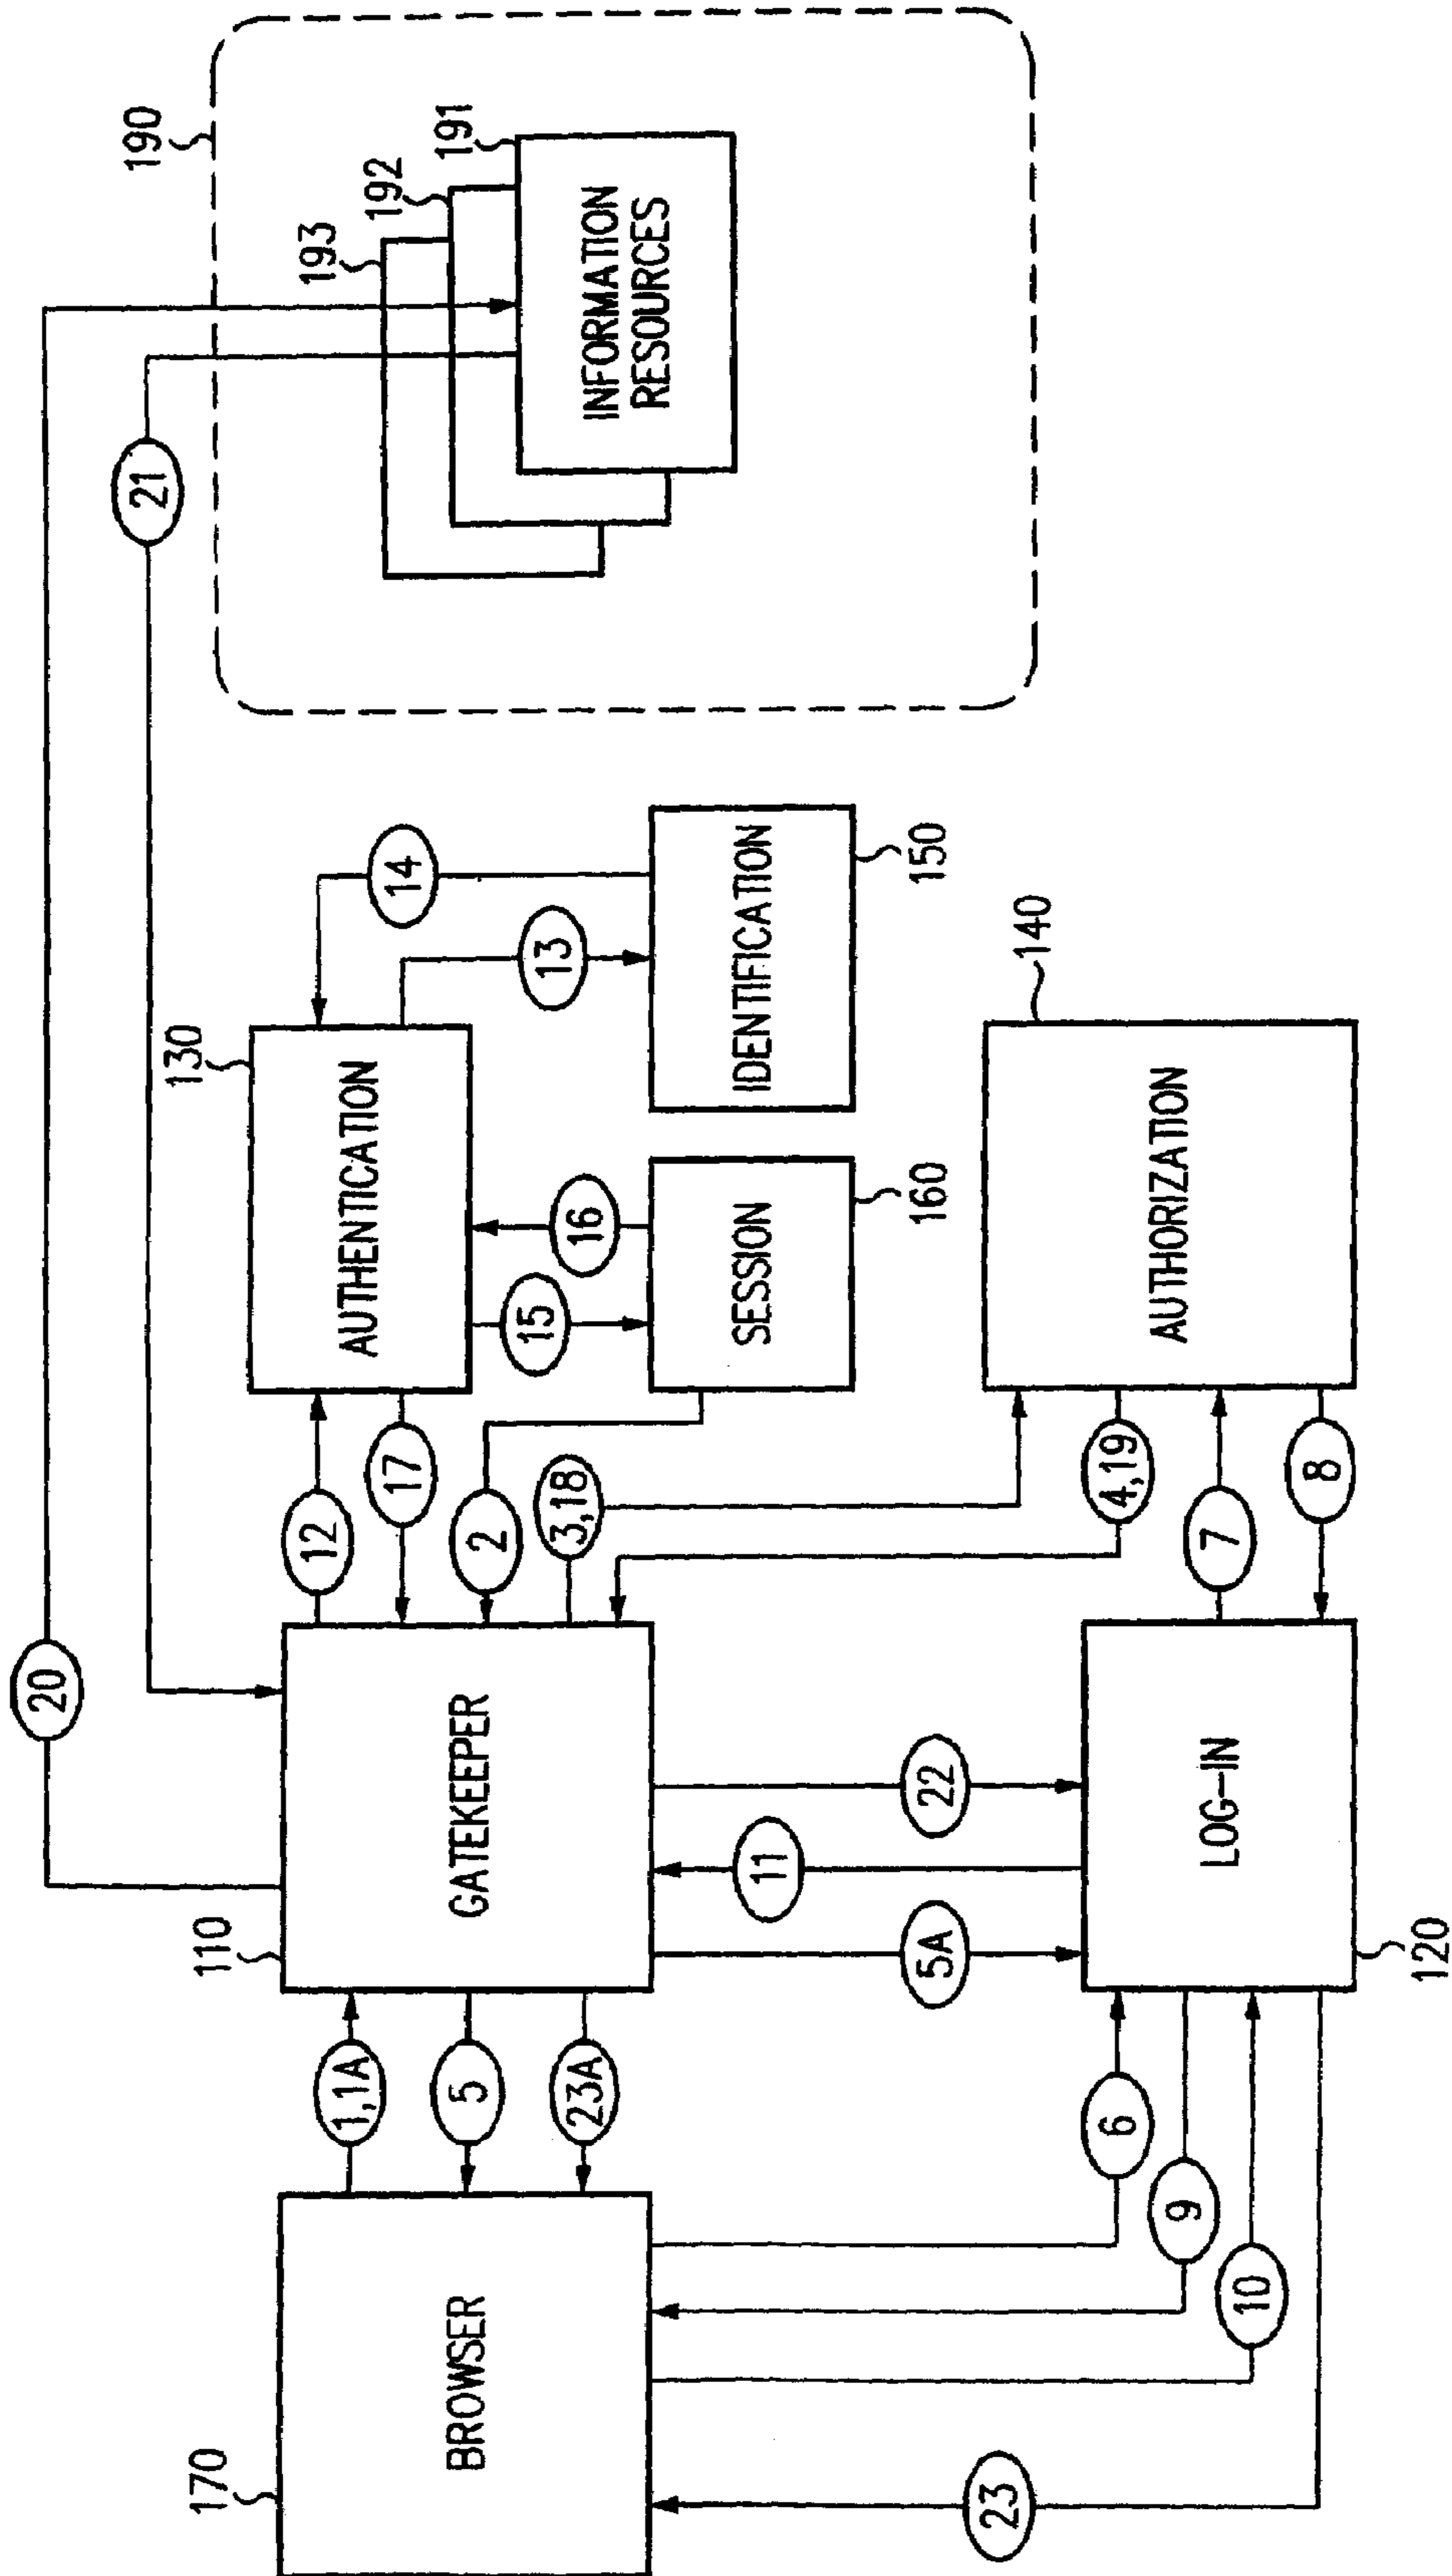 190
193
192
191
INFORMATION
RESOURCES
21
20
130
AUTHENTICATION
14
13
IDENTIFICATION
150
16
15
SESSION
160
140
AUTHORIZATION
12
17
2
3,18
4,19
7
8
110
GATEKEEPER
22
11
5A
LOG-IN
120
1,1A
5
23A
6
9
10
23
170
BROWSER